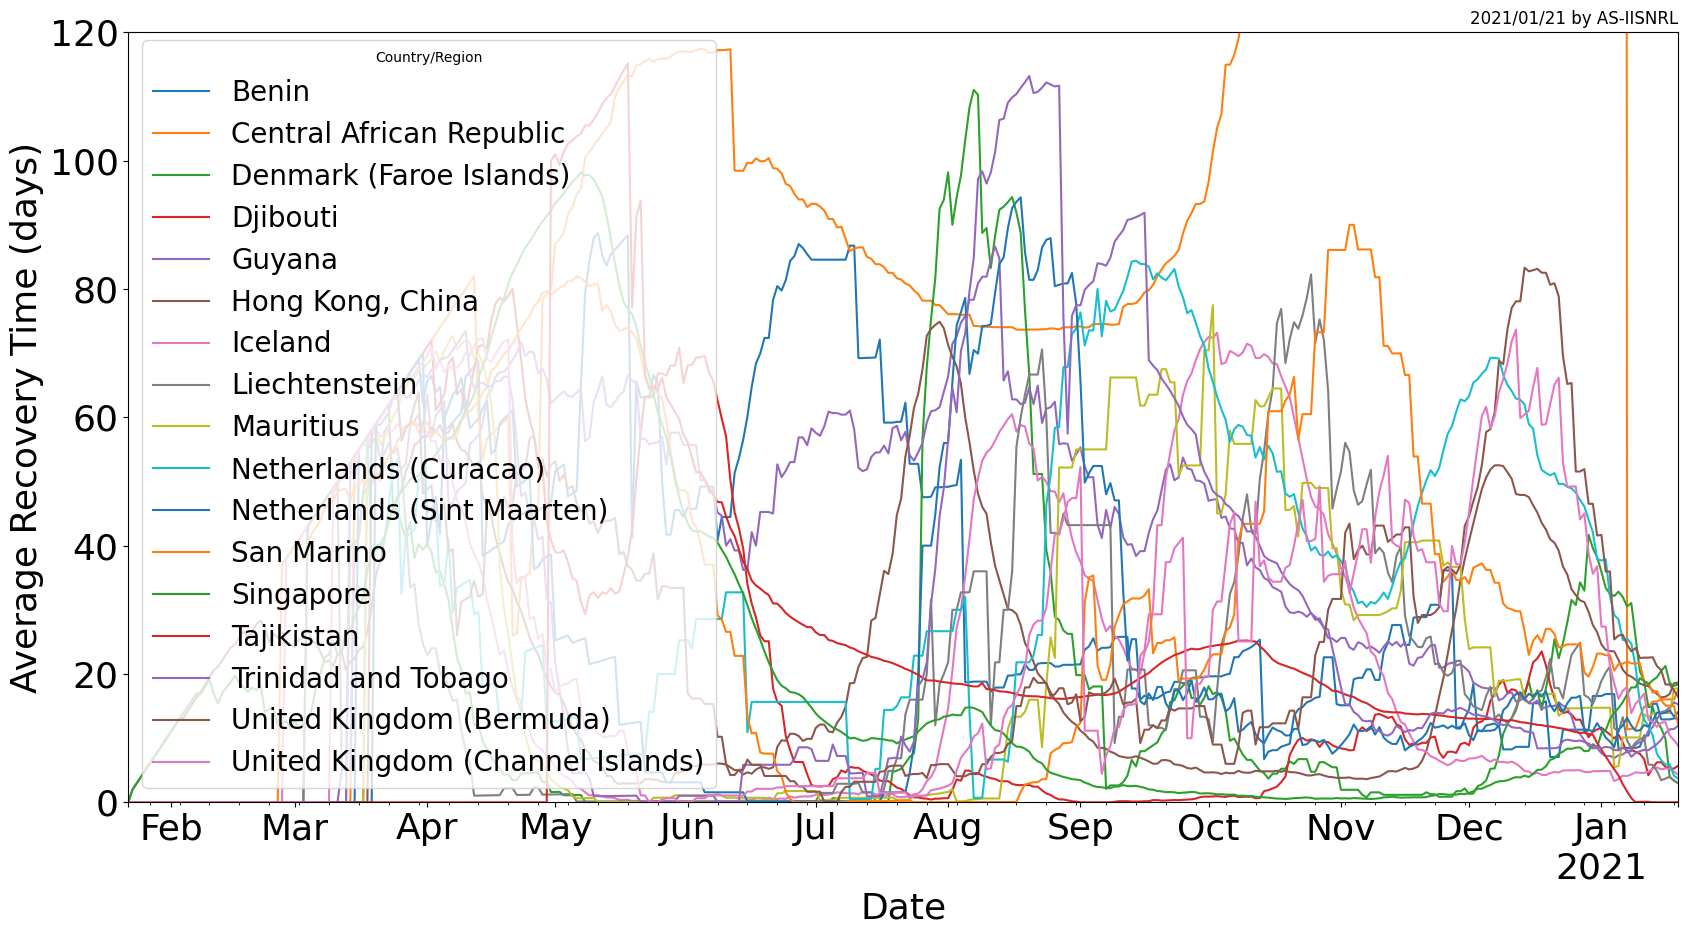 2021/01/21 by AS-IISNRL
Average Recovery Time (days)
120
100
80
60
40
20
0
Country/Region
Benin
Central African Republic
Denmark (Faroe Islands)
Djibouti
Guyana
Hong Kong, China
Iceland
Liechtenstein
Mauritius
Netherlands (Curacao)
Netherlands (Sint Maarten)
San Marino
Singapore
Tajikistan
Trinidad and Tobago
United Kingdom (Bermuda)
United Kingdom (Channel Islands)
Feb Mar Apr May Jun Jul Aug Sep Oct Nov Dec Jan
2021
Date